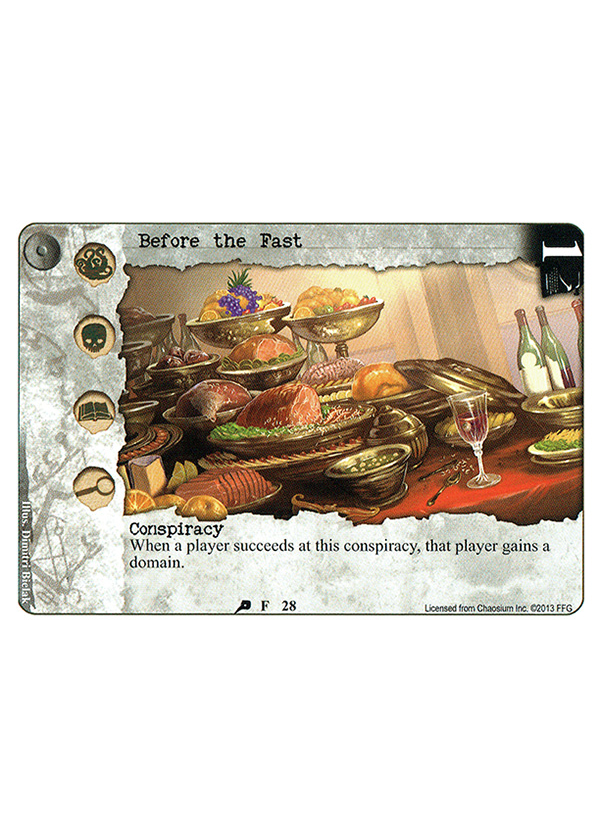 Before the Fast
1
Conspiracy
When a player succeeds at this conspiracy, that player gains a
domain.
Illus. Dimitri Bielak
F 28
Licensed from Chaosium Inc. ©2013 FFG